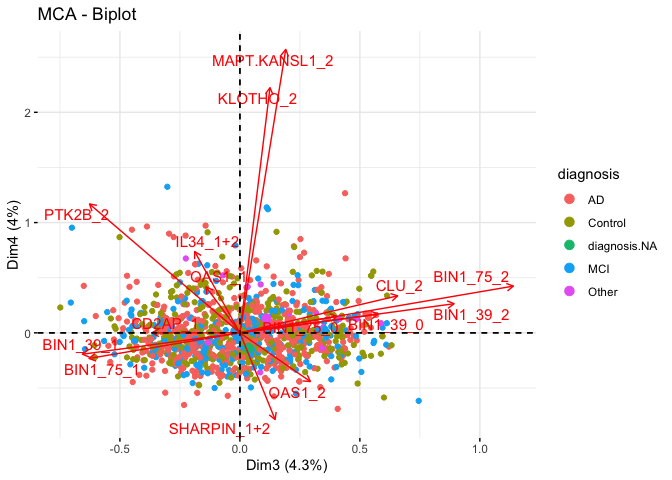 MCA - Biplot
MAPT.KANSL1_2
KLOTHO_2
PTK2B_2
IL34_1+2
CLU_2
BIN1_75_2
BIN1_39_2
BIN1_39_0
CD2AP
BIN1_75_1
OAS1_2
SHARPIN_1+2
2
1
0
Dim4 (4%)
-0.5
0.0
0.5
1.0
Dim3 (4.3%)
diagnosis
AD
Control
diagnosis.NA
MCI
Other